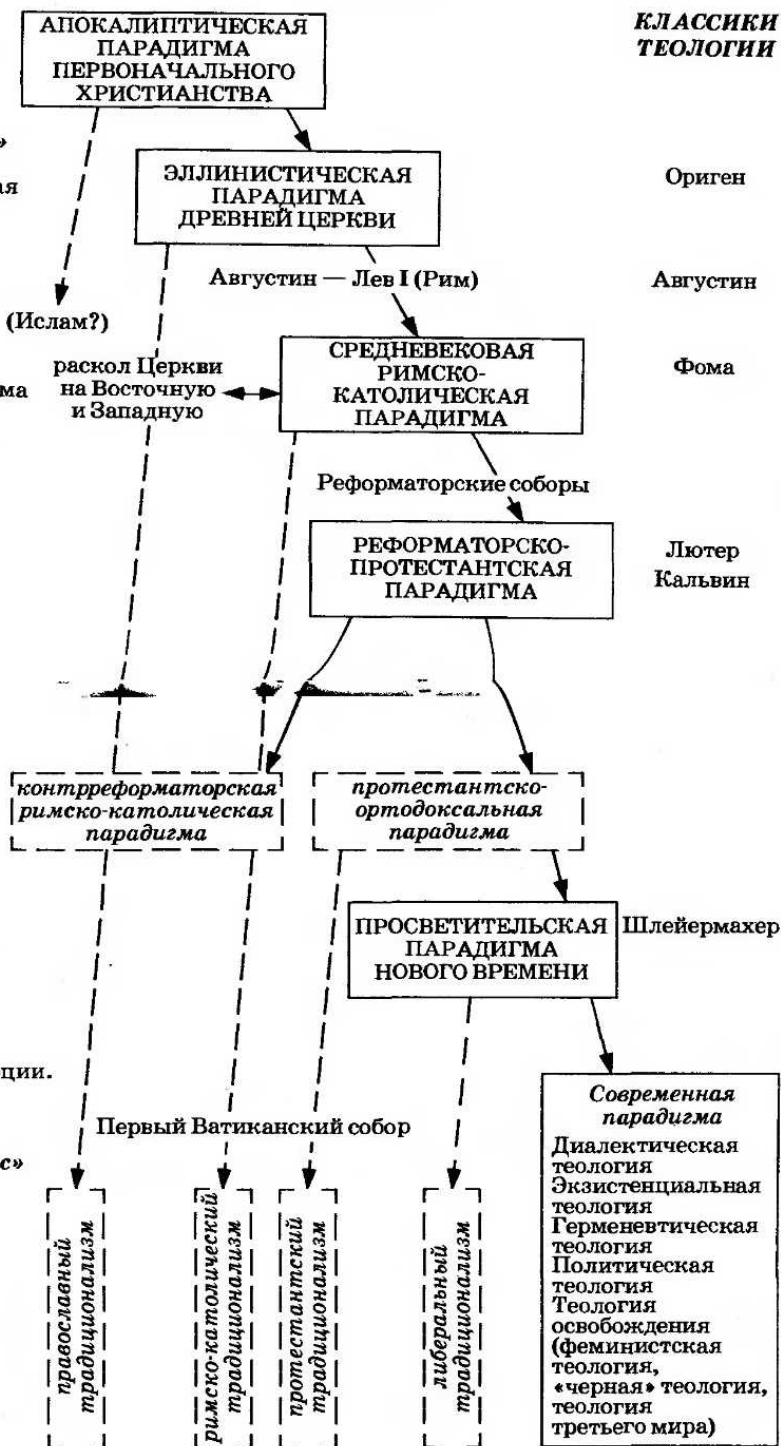 АПОКАЛИПТИЧЕСКАЯ
ПАРАДИГМА
ПЕРВОНАЧАЛЬНОГО
ХРИСТИАНСТВА
КЛАССИКИ
ТЕОЛОГИИ
»
ая
ЭЛЛИНИСТИЧЕСКАЯ
ПАРАДИГМА
ДРЕВНЕЙ ЦЕРКВИ
Ориген
Августин — Лев I (Рим)
Августин
(Ислам?)
ма
раскол Церкви
на Восточную
и Западную
СРЕДНЕВЕКОВАЯ
РИМСКО-
КАТОЛИЧЕСКАЯ
ПАРАДИГМА
Фома
Реформаторские соборы
РЕФОРМАТОРСКО-
ПРОТЕСТАНТСКАЯ
ПАРАДИГМА
Лютер
Кальвин
контрреформаторская
римско-католическая
парадигма
протестантско-
ортодоксальная
парадигма
ПРОСВЕТИТЕЛЬСКАЯ
ПАРАДИГМА
НОВОГО ВРЕМЕНИ
Шлейермахер
ции.
Первый Ватиканский собор
с»
православный
традиционализм
римско-католический
традиционализм
протестантский
традиционализм
либеральный
традиционализм
Современная
парадигма
Диалектическая
теология
Экзистенциальная
теология
Герменевтическая
теология
Политическая
теология
Теология
освобождения
(феминистская
теология,
«черная» теология,
теология
третьего мира)